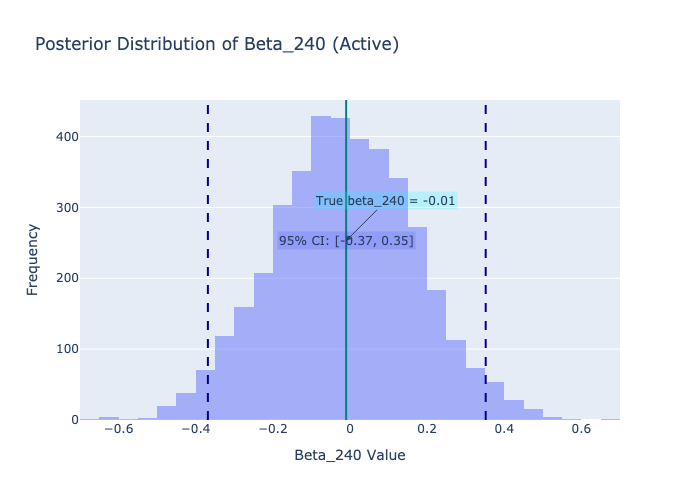 Posterior Distribution of Beta_240 (Active)
400
300
200
100
0
Frequency
True beta_240 = -0.01
95% CI: [-0.37, 0.35]
−0.6
−0.4
−0.2
0
0.2
0.4
0.6
Beta_240 Value